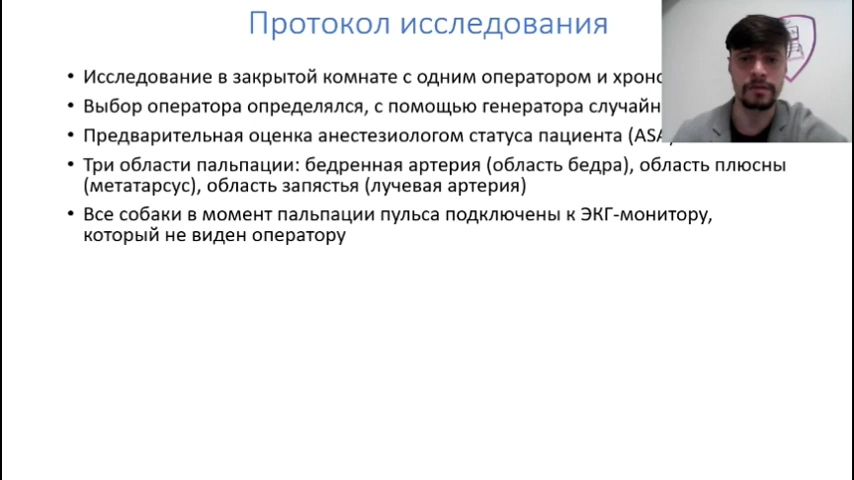 Протокол исследования
• Исследование в закрытой комнате с одним оператором и
• Выбор оператора определялся, с помощью генератора
• Предварительная оценка анестезиологом статуса пациента (ASA
• Три области пальпации: бедренная артерия (область бедра), область плюсны
(метатарсус), область запястья (лучевая артерия)
• Все собаки в момент пальпации пульса подключены к ЭКГ-монитору,
который не виден оператору